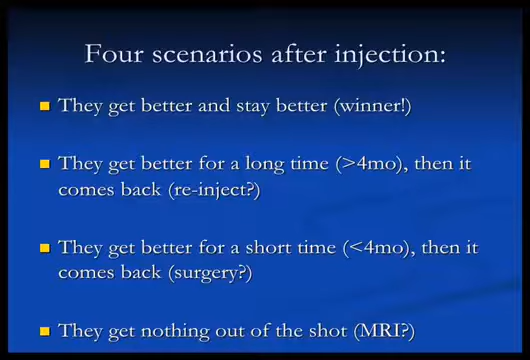 Four scenarios after injection:
They get better and stay better (winner!)
They get better for a long time (>4mo), then it
comes back (re-inject?)
They get better for a short time (<4mo), then it
comes back (surgery?)
They get nothing out of the shot (MRI?)